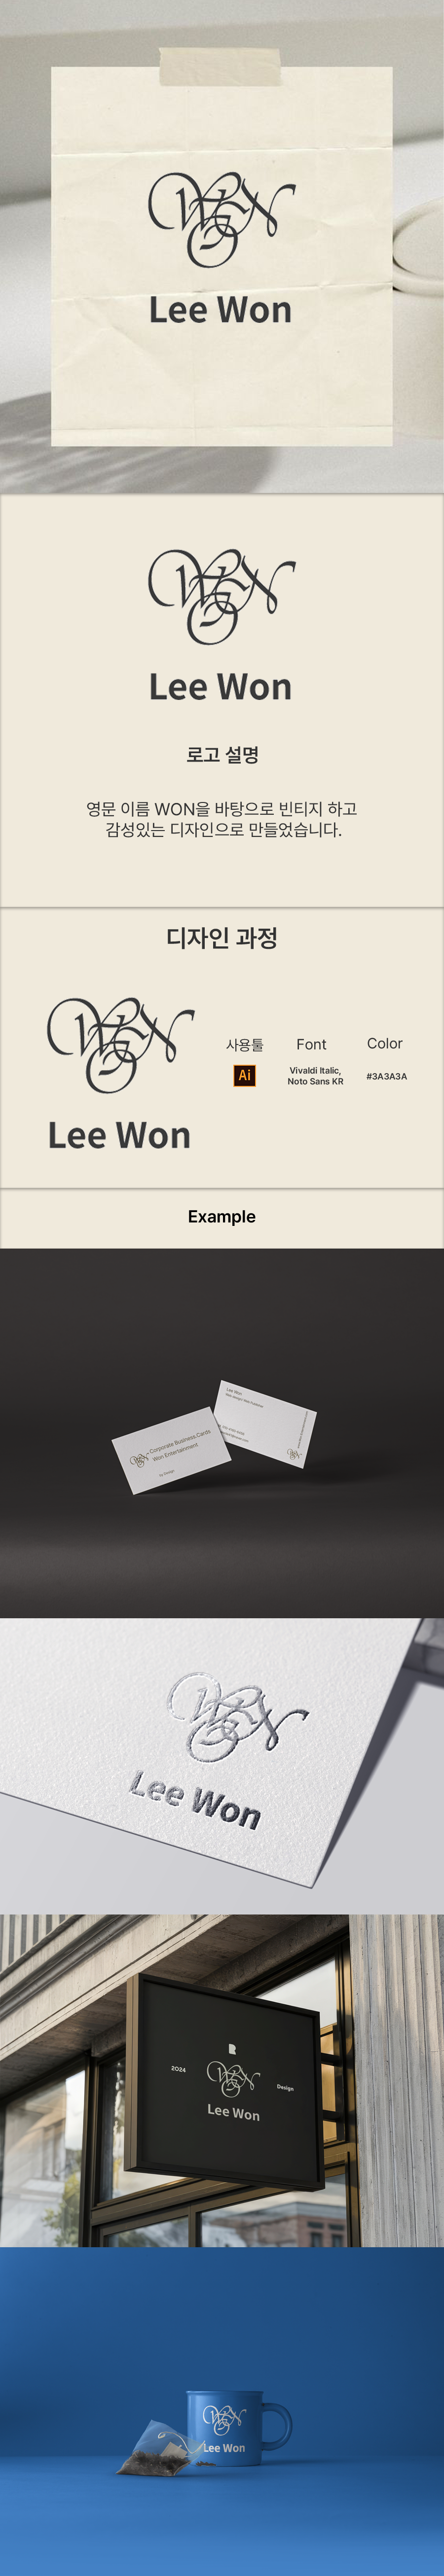 WON
Lee Won
WON
Lee Won
로고 설명
영문 이름 WON을 바탕으로 빈티지 하고
감성있는 디자인으로 만들었습니다.
디자인 과정
WON
Lee Won
사용툴
Font
Color
Ai
Vivaldi Italic,
Noto Sans KR
#3A3A3A
Example
WON
Corporate Business Cards
Won Entertainment
by Design
Lee Won
WON
WON
Lee Won
R
2024
WON
Design
Lee Won
WON
Lee Won